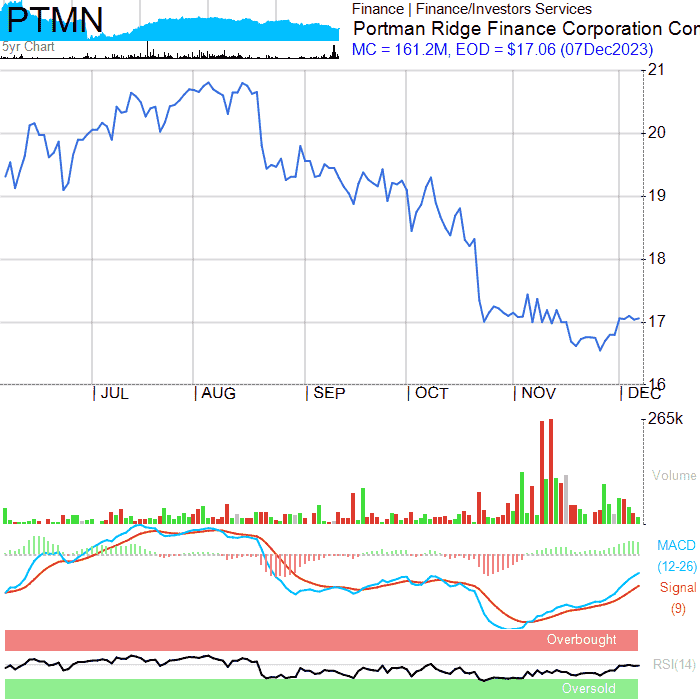 PTMN
5yr Chart
Finance | Finance/Investors Services
Portman Ridge Finance Corporation Con
MC = 161.2M, EOD = $17.06 (07Dec2023)
21
20
19
18
17
16
JUL AUG SEP OCT NOV DEC
265k
Volume
MACD
(12-26)
Signal
(9)
Overbought
RSI(14)
Oversold